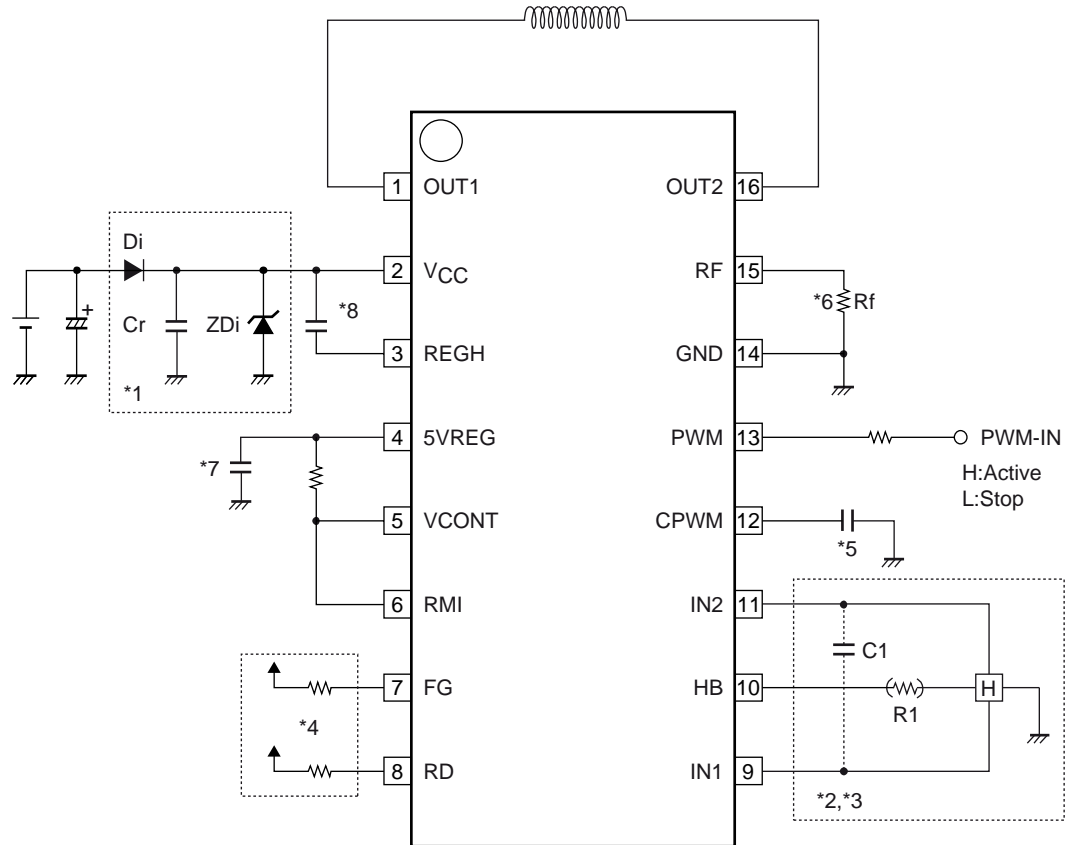 1 OUT1 OUT2 16
Di
2 VCC RF 15
+ Cr ZDi *8 *6 Rf
3 REGH GND 14
*1
4 5VREG PWM 13 PWM-IN
*7 H:Active
L:Stop
5 VCONT CPWM 12
*5
6 RMI IN2 11
C1
7 FG HB 10 H
R1
*4
8 RD IN1 9
*2,*3